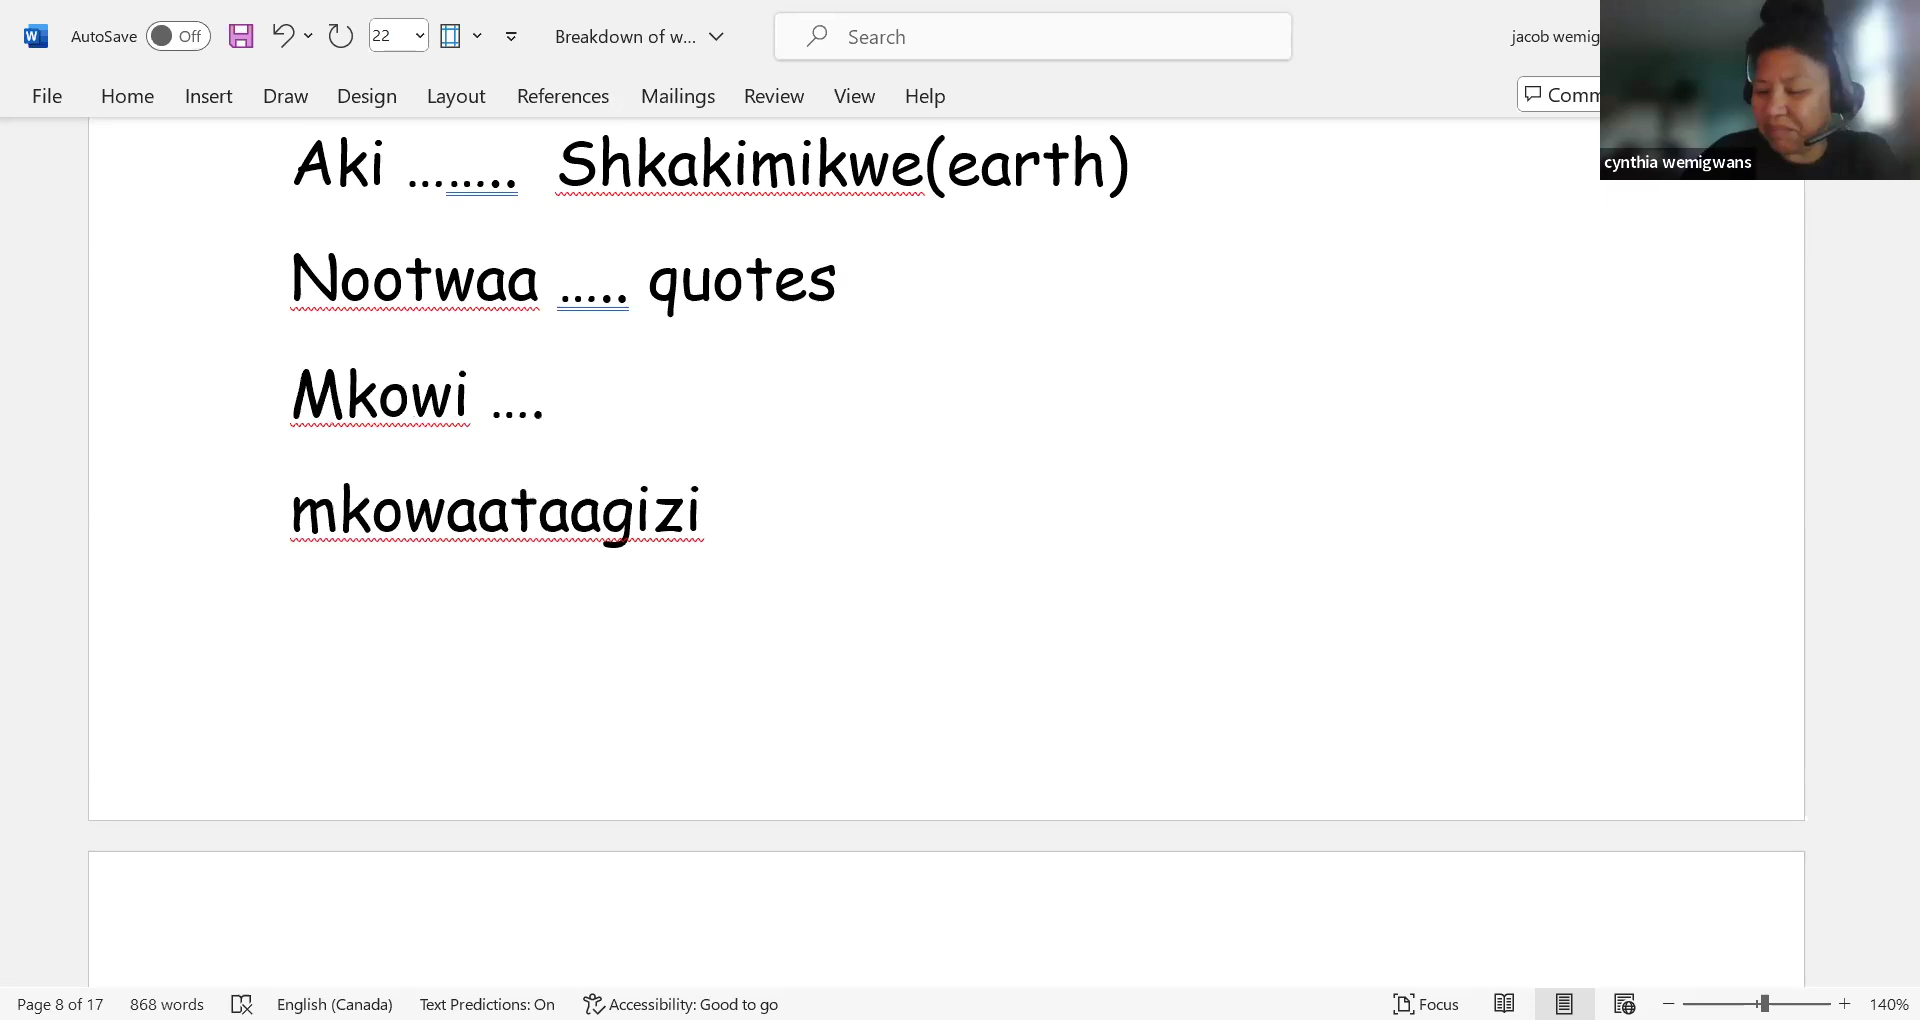 AutoSave Off 22 Breakdown of w... Search jacob wemig
File Home Insert Draw Design Layout References Mailings Review View Help Comm
cynthia wemigwans
Aki ........ Shkakimikwe(earth)
Nootwaa ..... quotes
Mkowi ....
mkowaataagizi
Page 8 of 17 868 words English (Canada) Text Predictions: On Accessibility: Good to go Focus 140%